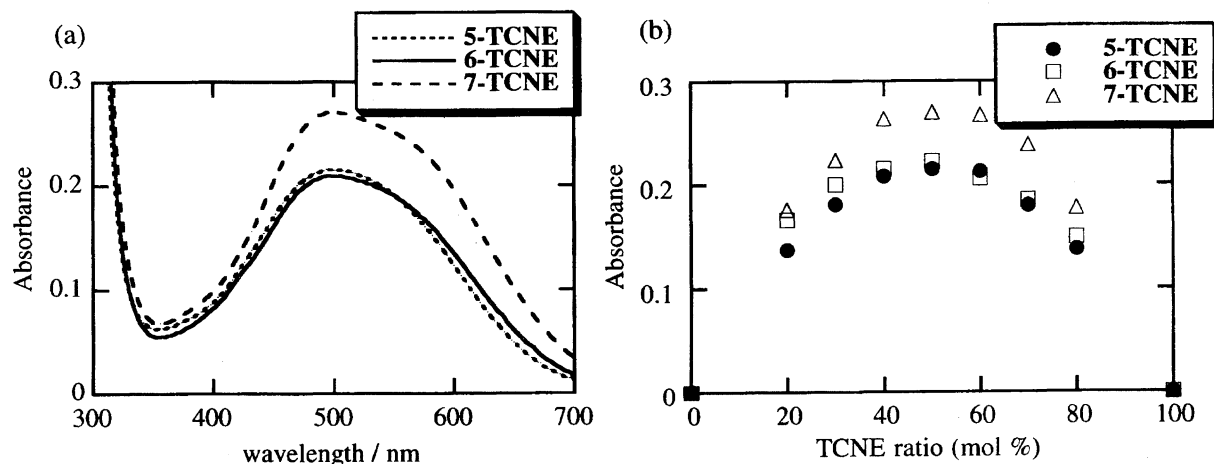 (a)
5-TCNE
6-TCNE
7-TCNE
0.3
0.2
0.1
0
Absorbance
300 400 500 600 700
wavelength / nm
(b)
5-TCNE
6-TCNE
7-TCNE
0.3
0.2
0.1
0
Absorbance
0 20 40 60 80 100
TCNE ratio (mol %)